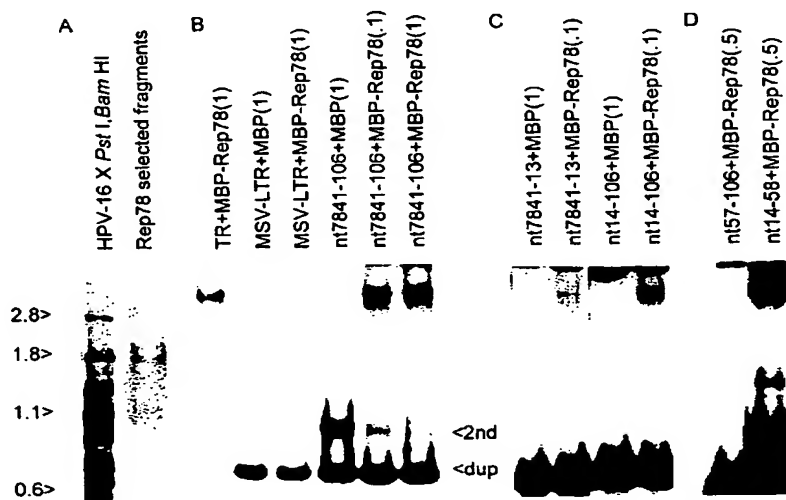 A
HPV-16 X Pst I,Bam HI
Rep78 selected fragments
2.8>
1.8>
1.1>
0.6>
B
TR+MBP-Rep78(1)
MSV-LTR+MBP(1)
MSV-LTR+MBP-Rep78(1)
nt7841-106+MBP(1)
nt7841-106+MBP-Rep78(.1)
nt7841-106+MBP-Rep78(1)
<2nd
<dup
C
nt7841-13+MBP(1)
nt7841-13+MBP-Rep78(.1)
nt14-106+MBP(1)
nt14-106+MBP-Rep78(.1)
D
nt57-106+MBP-Rep78(.5)
nt14-58+MBP-Rep78(.5)